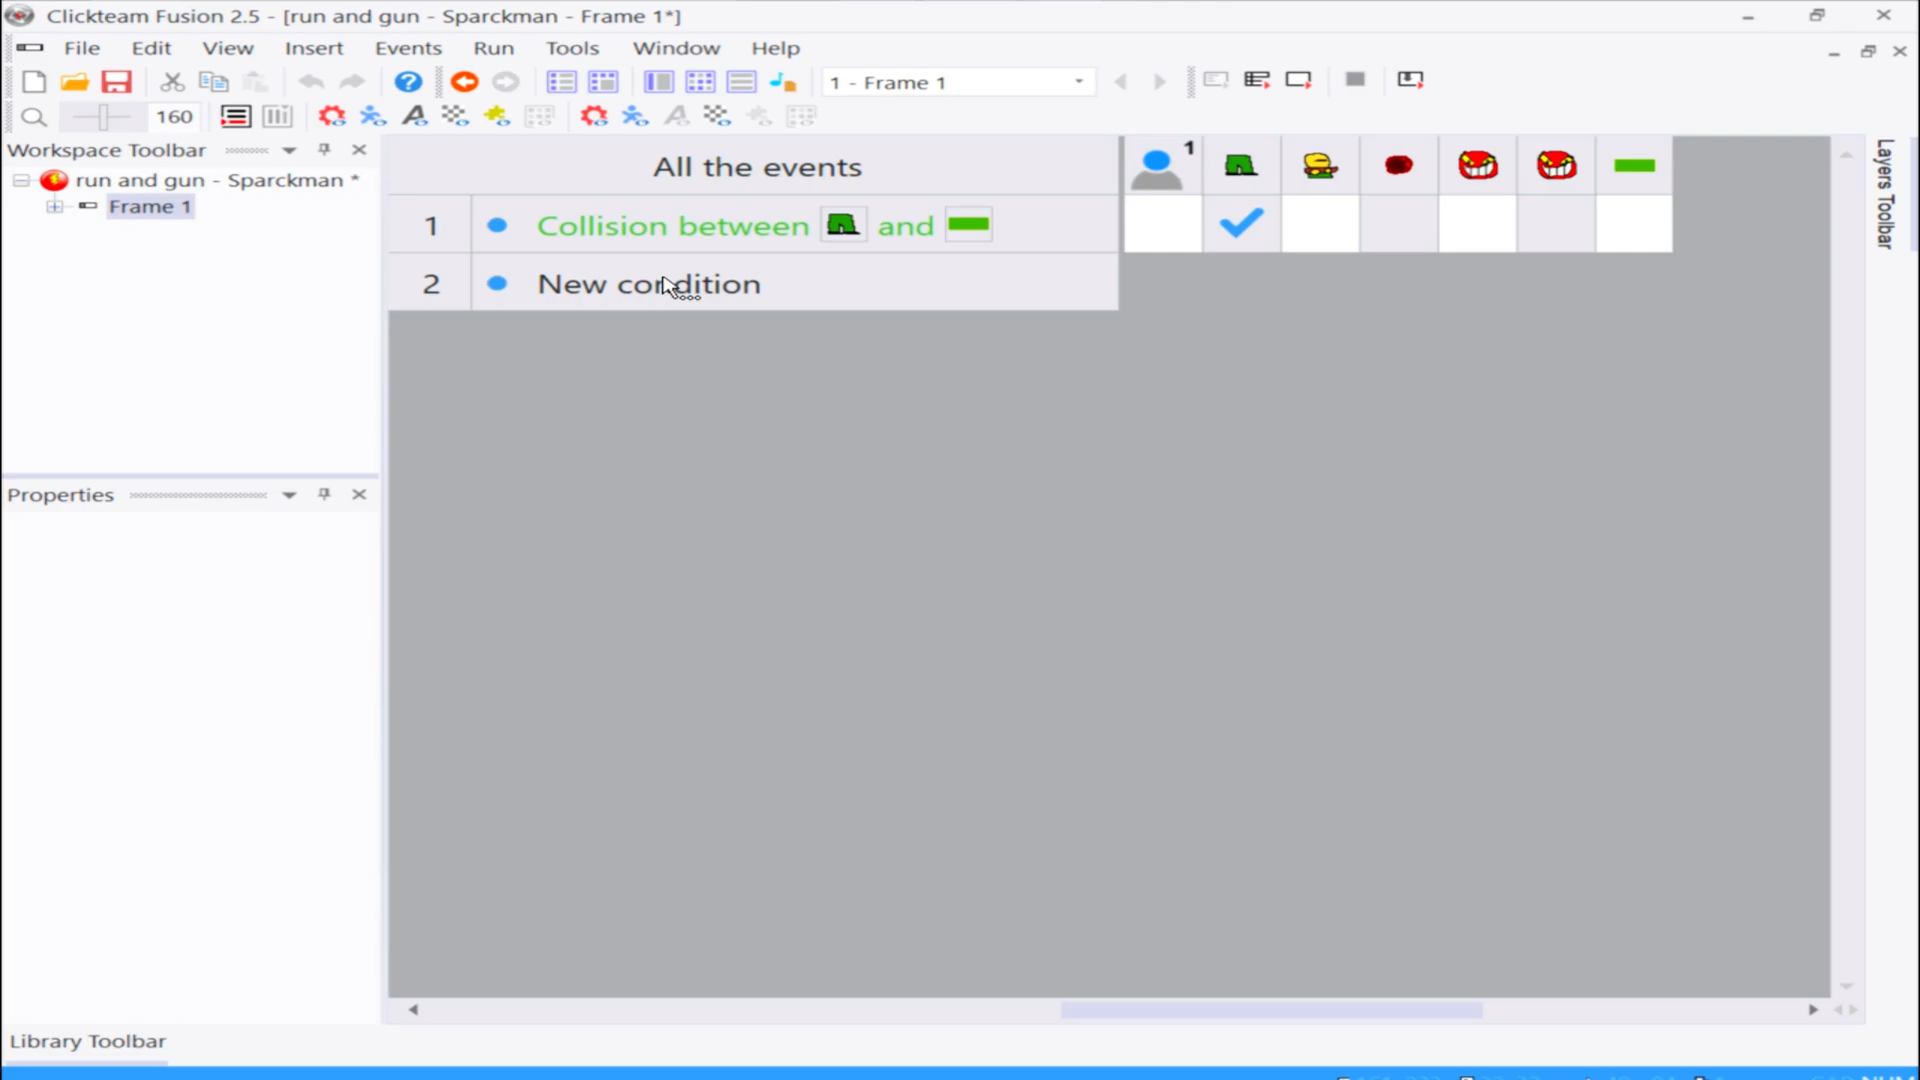 Clickteam Fusion 2.5 - [run and gun - Sparckman - Frame 1*]
File Edit View Insert Events Run Tools Window Help
1 - Frame 1
160
Workspace Toolbar
run and gun - Sparckman *
Frame 1
Properties
All the events
1
1 Collision between and
2 New condition
Layers Toolbar
Library Toolbar